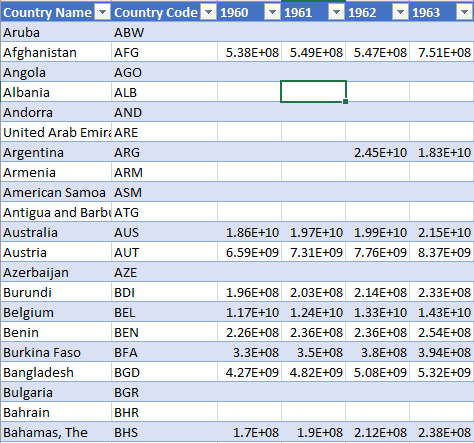 Country Name Country Code 1960 1961 1962 1963
Aruba ABW
Afghanistan AFG 5.38E+08 5.49E+08 5.47E+08 7.51E+08
Angola AGO
Albania ALB
Andorra AND
United Arab Emira ARE
Argentina ARG 2.45E+10 1.83E+10
Armenia ARM
American Samoa ASM
Antigua and Barbu ATG
Australia AUS 1.86E+10 1.97E+10 1.99E+10 2.15E+10
Austria AUT 6.59E+09 7.31E+09 7.76E+09 8.37E+09
Azerbaijan AZE
Burundi BDI 1.96E+08 2.03E+08 2.14E+08 2.33E+08
Belgium BEL 1.17E+10 1.24E+10 1.33E+10 1.43E+10
Benin BEN 2.26E+08 2.36E+08 2.36E+08 2.54E+08
Burkina Faso BFA 3.3E+08 3.5E+08 3.8E+08 3.94E+08
Bangladesh BGD 4.27E+09 4.82E+09 5.08E+09 5.32E+09
Bulgaria BGR
Bahrain BHR
Bahamas, The BHS 1.7E+08 1.9E+08 2.12E+08 2.38E+08